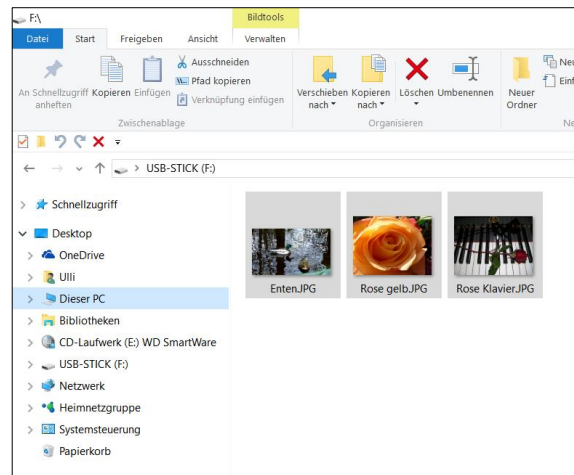 F:\
Bildtools
Datei Start Freigeben Ansicht Verwalten
An Schnellzugriff anheften
Kopieren
Einfügen
Ausschneiden
Pfad kopieren
Verknüpfung einfügen
Zwischenablage
Verschieben nach
Kopieren nach
Löschen
Umbenennen
Organisieren
Neuer Ordner
USB-STICK (F:)
Schnellzugriff
Desktop
OneDrive
Ulli
Dieser PC
Bibliotheken
CD-Laufwerk (E:) WD SmartWare
USB-STICK (F:)
Netzwerk
Heimnetzgruppe
Systemsteuerung
Papierkorb
Enten.JPG
Rose gelb.JPG
Rose Klavier.JPG